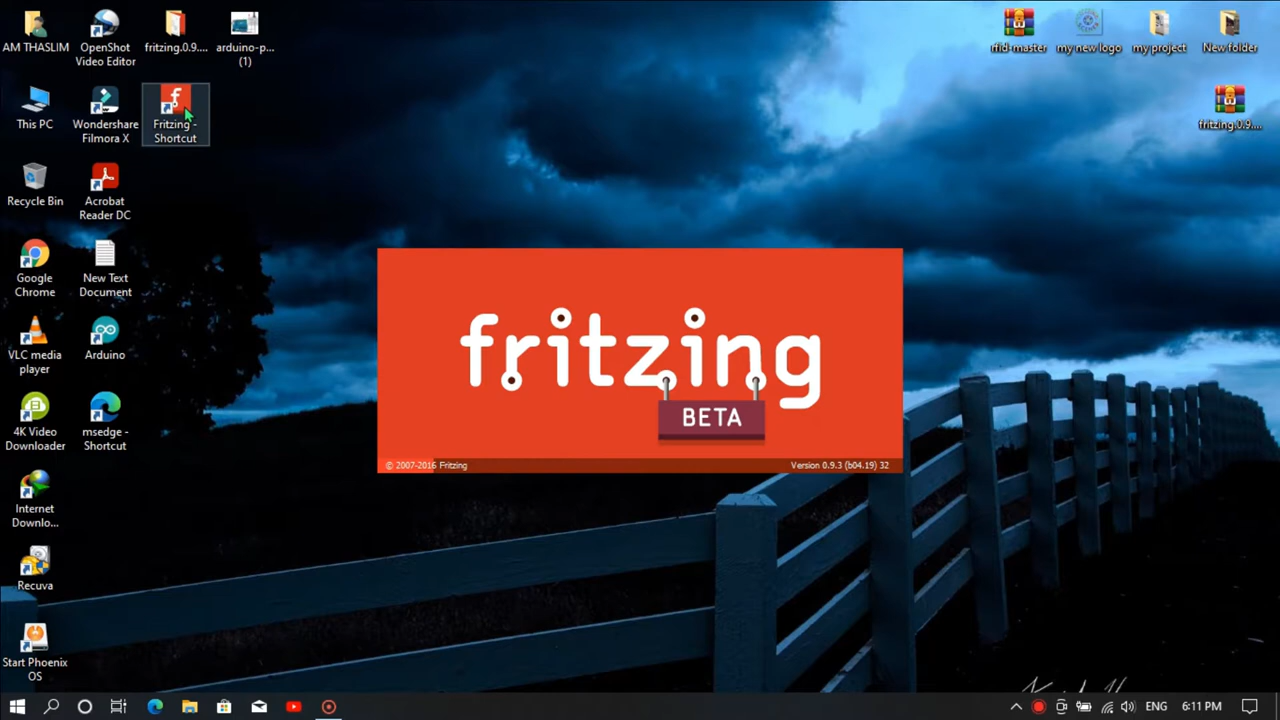 AM THASLIM
OpenShot
Video Editor
fritzing.0.9....
arduino-p...
(1)
rfid-master
my new logo
my project
New folder
This PC
Wondershare
Filmora X
Fritzing -
Shortcut
fritzing.0.9....
Recycle Bin
Acrobat
Reader DC
Google
Chrome
New Text
Document
VLC media
player
Arduino
4K Video
Downloader
msedge -
Shortcut
Internet
Downlo...
Recuva
Start Phoenix
OS
fritzing
BETA
© 2007-2016 Fritzing
Version 0.9.3 (b04.19) 32
ENG
6:11 PM